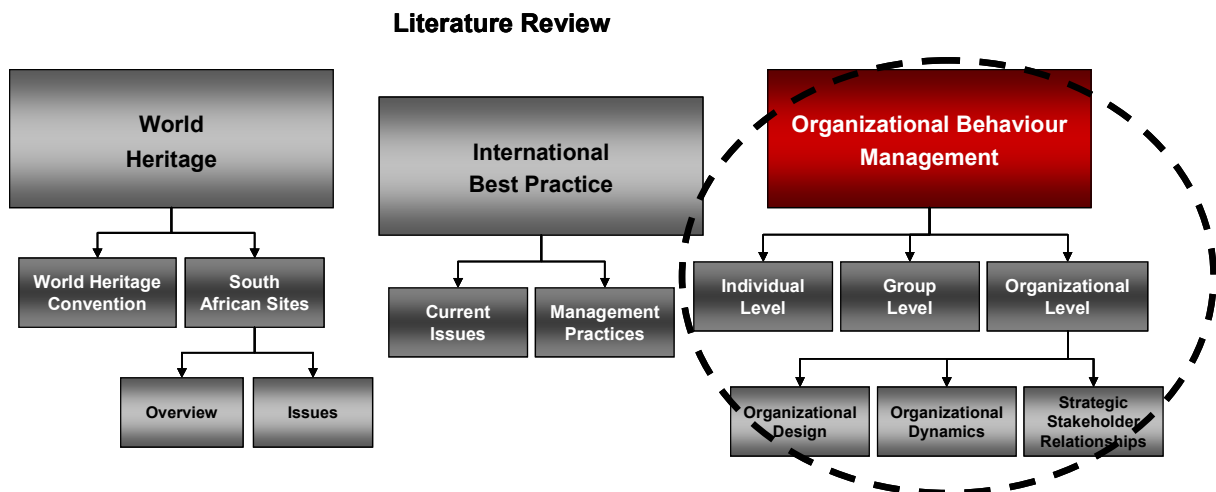 Literature Review
World
Heritage
International
Best Practice
Organizational Behaviour
Management
World Heritage
Convention
South
African Sites
Current
Issues
Management
Practices
Individual
Level
Group
Level
Organizational
Level
Overview
Issues
Organizational
Design
Organizational
Dynamics
Strategic
Stakeholder
Relationships